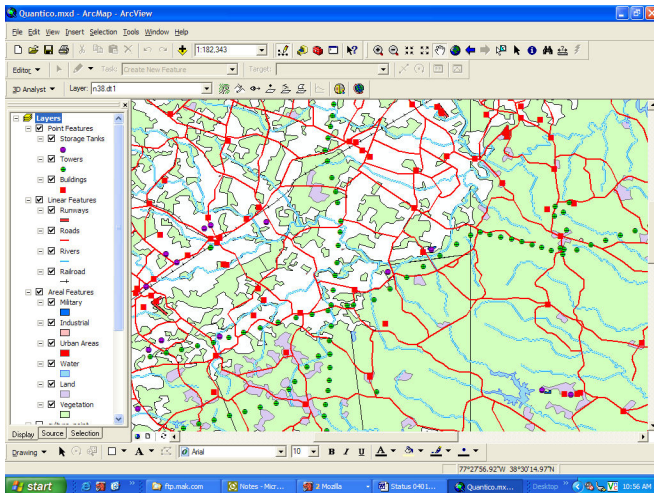 Quantico.mxd - ArcMap - ArcView
File Edit View Insert Selection Tools Window Help
1:182,343
Editor Task: Create New Feature Target:
3D Analyst Layer: n38.dt1
Layers
Point Features
Storage Tanks
Towers
Buildings
Linear Features
Runways
Roads
Rivers
Railroad
Areal Features
Military
Industrial
Urban Areas
Water
Land
Vegetation
Display Source Selection
Drawing A Arial 10 B I U A
77°27'56.92"W 38°30'14.97"N
start ftp.mak.com Notes - Micr... 2 Mozilla Status 0401... Quantico.mx... Desktop 10:56 AM